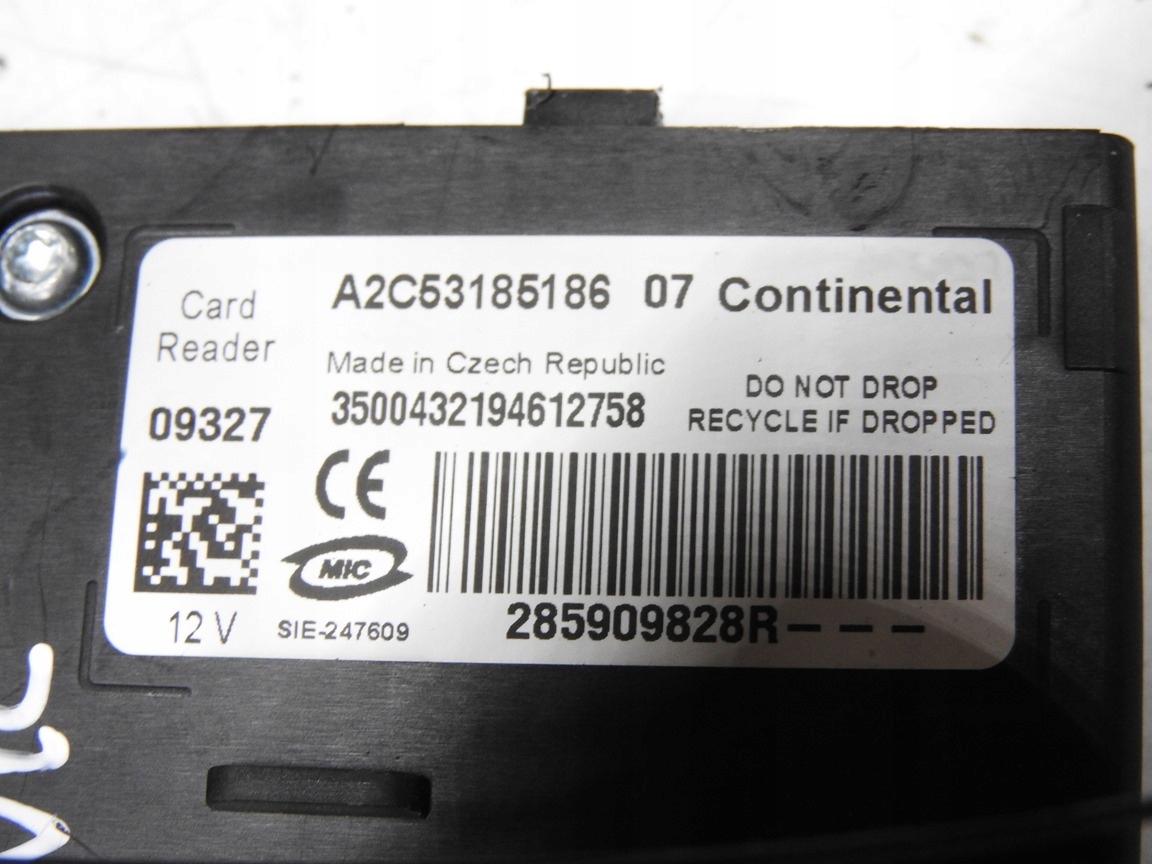 Card
Reader
09327
12 V
A2C53185186 07 Continental
Made in Czech Republic
3500432194612758
DO NOT DROP
RECYCLE IF DROPPED
CE
MIC
SIE-247609
285909828R---